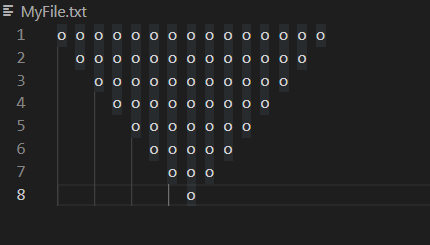 MyFile.txt
1 o o o o o o o o o o o o o o o
2   o o o o o o o o o o o o o
3     o o o o o o o o o o o
4       o o o o o o o o o
5         o o o o o o o
6           o o o o o
7             o o o
8               o